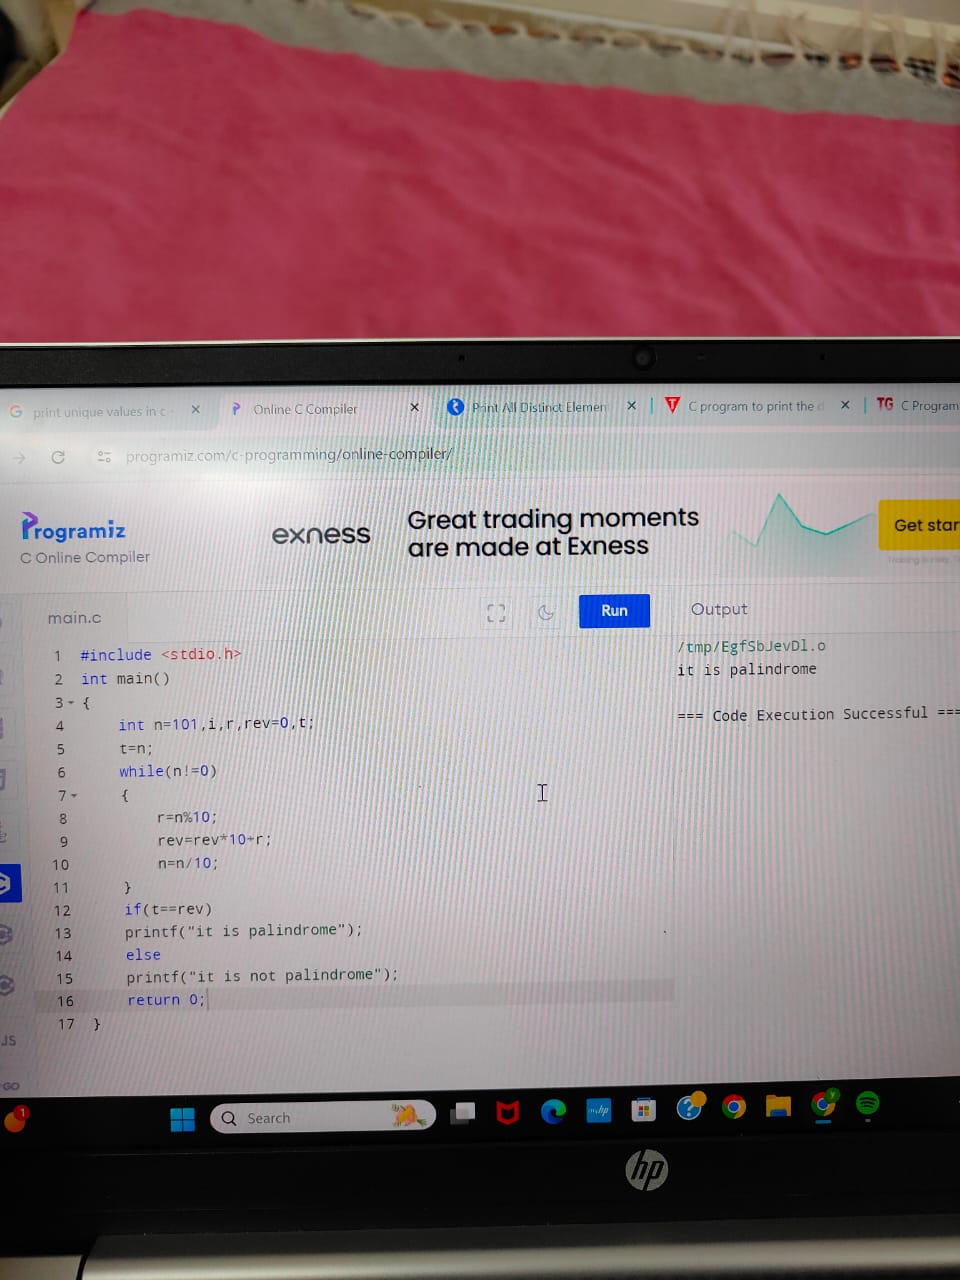 print unique values in c -
Online C Compiler
Print All Distinct Elemen
C program to print the d
TG C Program
programiz.com/c-programming/online-compiler/
Programiz
C Online Compiler
exness
Great trading moments
are made at Exness
Get star
main.c
Run
Output
1 #include <stdio.h>
2 int main()
3 {
4 int n=101,i,r,rev=0,t;
5 t=n;
6 while(n!=0)
7 {
8 r=n%10;
9 rev=rev*10+r;
10 n=n/10;
11 }
12 if(t==rev)
13 printf("it is palindrome");
14 else
15 printf("it is not palindrome");
16 return 0;
17 }
/tmp/EgfSbJevDl.o
it is palindrome
=== Code Execution Successful ===
JS
GO
1
Search
myhp
hp